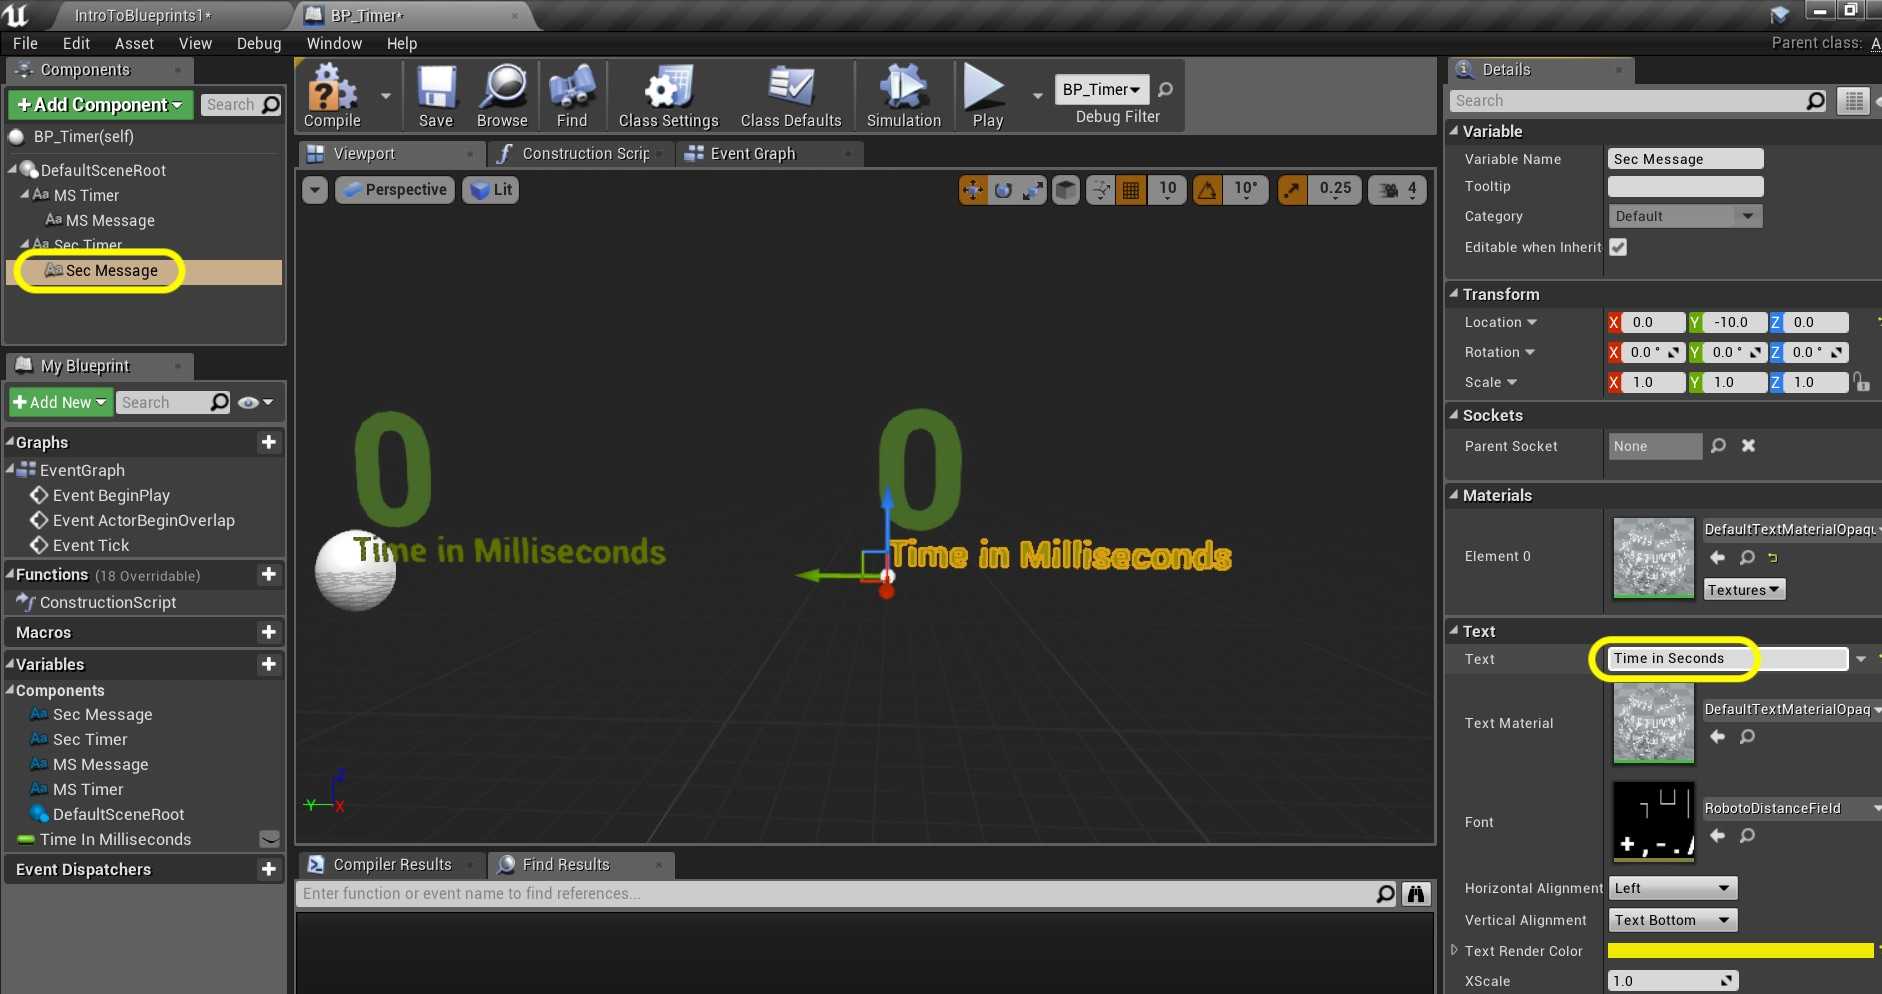 IntroToBlueprints1*
BP_Timer*
File Edit Asset View Debug Window Help
Parent class:
Components
+Add Component
Search
BP_Timer(self)
DefaultSceneRoot
Aa MS Timer
Aa MS Message
Aa Sec Timer
Aa Sec Message
My Blueprint
+Add New
Search
Graphs
EventGraph
Event BeginPlay
Event ActorBeginOverlap
Event Tick
Functions (18 Overridable)
ConstructionScript
Macros
Variables
Components
Aa Sec Message
Aa Sec Timer
Aa MS Message
Aa MS Timer
DefaultSceneRoot
Time In Milliseconds
Event Dispatchers
Compile
Save
Browse
Find
Class Settings
Class Defaults
Simulation
Play
BP_Timer
Debug Filter
Viewport
Construction Scrip
Event Graph
Perspective
Lit
10
10°
0.25
4
0
Time in Milliseconds
0
Time in Milliseconds
Z
Y
X
Compiler Results
Find Results
Enter function or event name to find references...
Details
Search
Variable
Variable Name Sec Message
Tooltip
Category Default
Editable when Inherit
Transform
Location X 0.0 Y -10.0 Z 0.0
Rotation X 0.0 ° Y 0.0 ° Z 0.0 °
Scale X 1.0 Y 1.0 Z 1.0
Sockets
Parent Socket None
Materials
Element 0
DefaultTextMaterialOpaqu
Textures
Text
Text Time in Seconds
Text Material
DefaultTextMaterialOpaq
Font
RobotoDistanceField
Horizontal Alignment Left
Vertical Alignment Text Bottom
Text Render Color
XScale 1.0